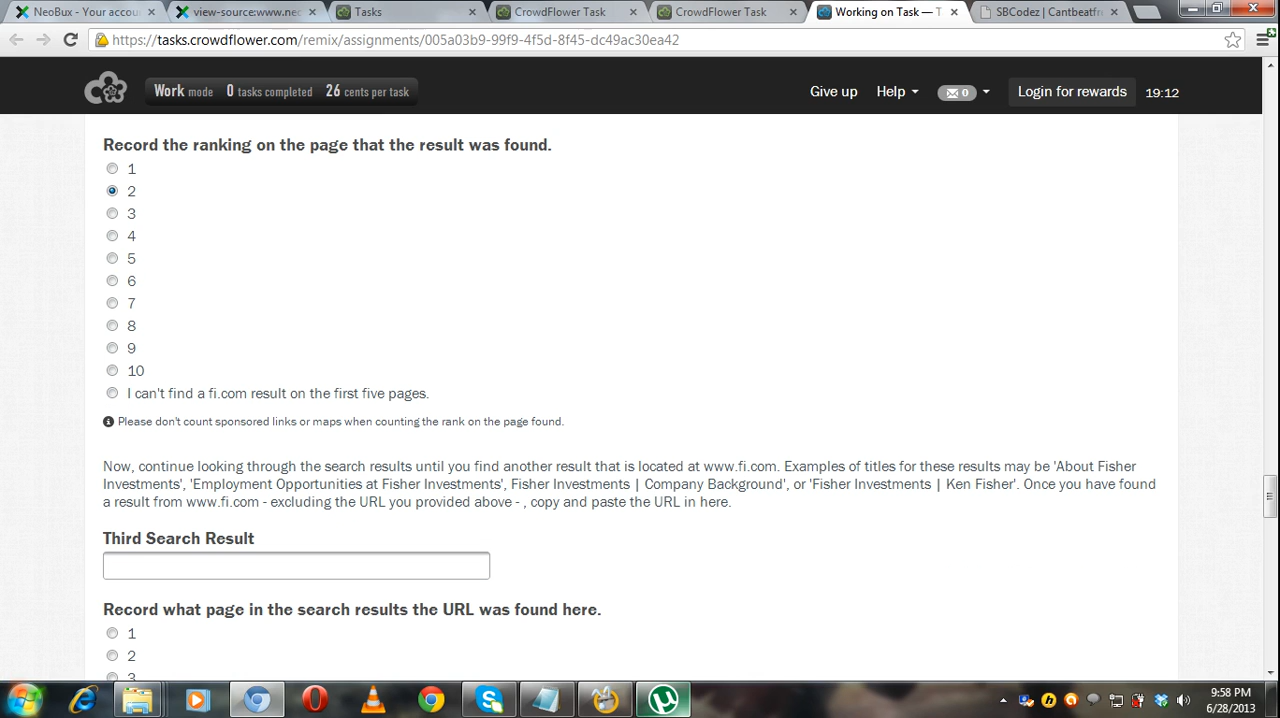 NeoBux - Your accou
view-source:www.neo
Tasks
CrowdFlower Task
CrowdFlower Task
Working on Task — T
SBCodez | Cantbeatfr
https://tasks.crowdflower.com/remix/assignments/005a03b9-99f9-4f5d-8f45-dc49ac30ea42
Work mode 0 tasks completed 26 cents per task
Give up Help 0 Login for rewards 19:12
Record the ranking on the page that the result was found.
1
2
3
4
5
6
7
8
9
10
I can't find a fi.com result on the first five pages.
Please don't count sponsored links or maps when counting the rank on the page found.
Now, continue looking through the search results until you find another result that is located at www.fi.com. Examples of titles for these results may be 'About Fisher
Investments', 'Employment Opportunities at Fisher Investments', Fisher Investments | Company Background', or 'Fisher Investments | Ken Fisher'. Once you have found
a result from www.fi.com - excluding the URL you provided above - , copy and paste the URL in here.
Third Search Result
Record what page in the search results the URL was found here.
1
2
3
9:58 PM
6/28/2013